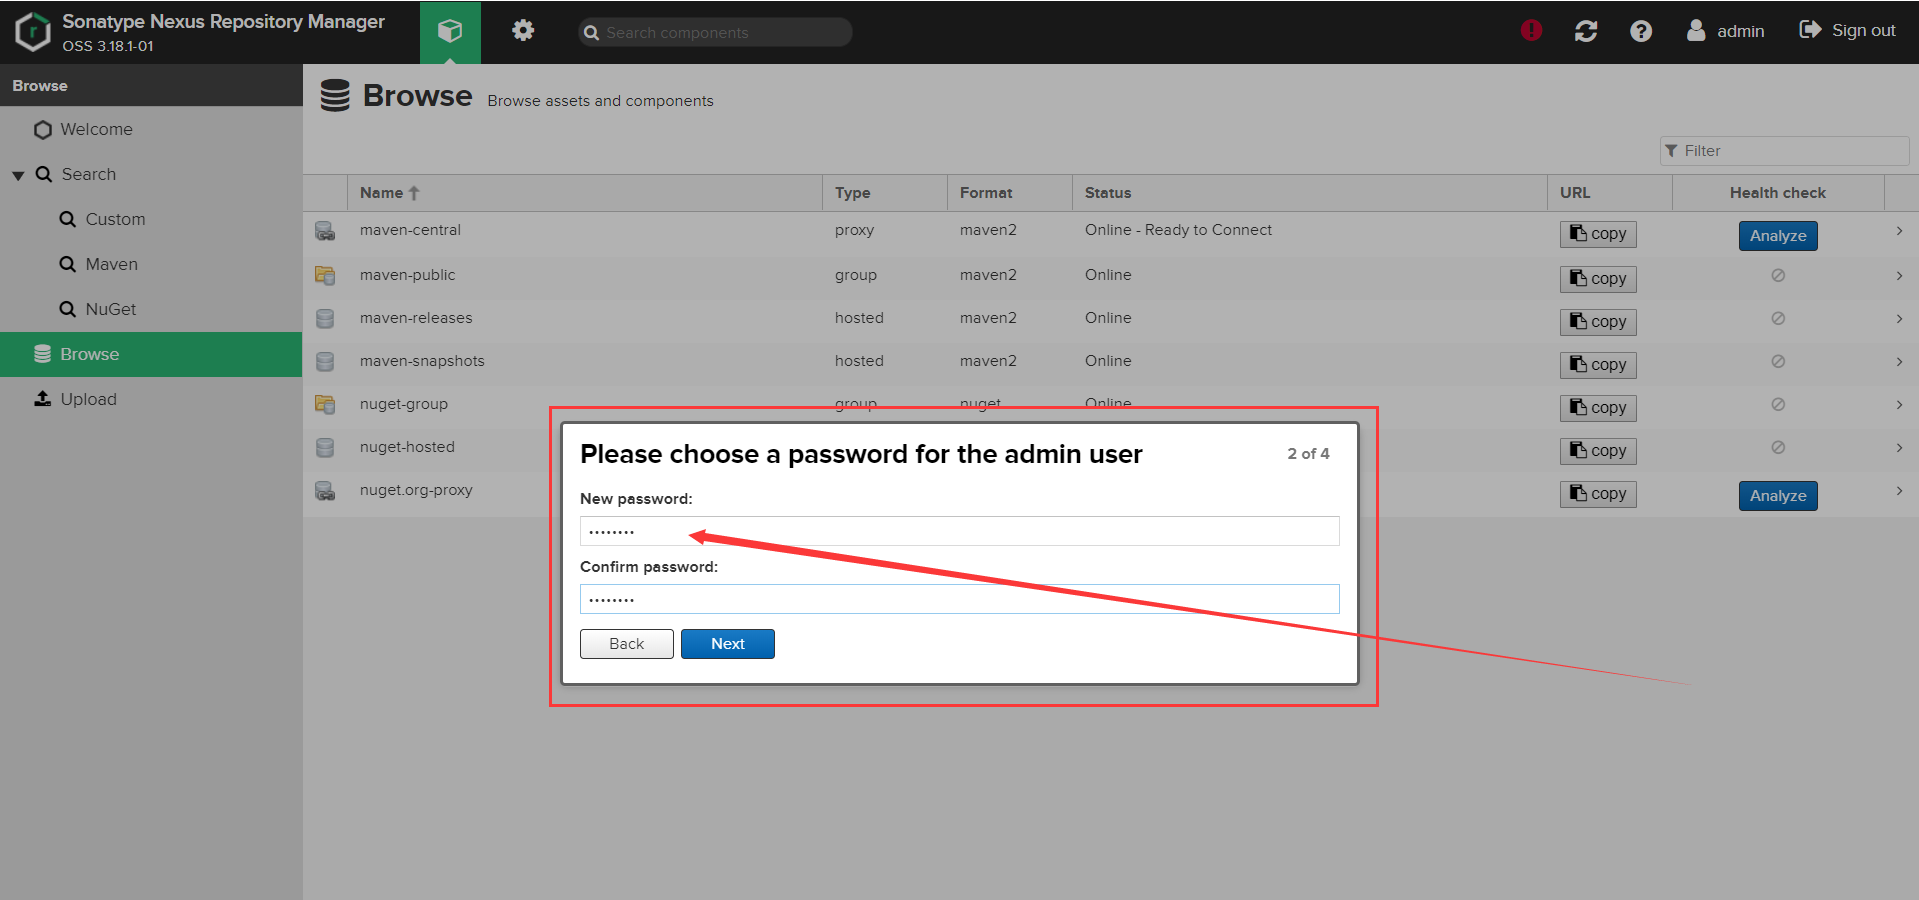 Sonatype Nexus Repository Manager
OSS 3.18.1-01
Search components
admin
Sign out
Browse
Welcome
Search
Custom
Maven
NuGet
Browse
Upload
Browse Browse assets and components
Filter
Name Type Format Status URL Health check
maven-central proxy maven2 Online - Ready to Connect copy Analyze
maven-public group maven2 Online copy
maven-releases hosted maven2 Online copy
maven-snapshots hosted maven2 Online copy
nuget-group group nuget Online copy
nuget-hosted copy
nuget.org-proxy copy Analyze
Please choose a password for the admin user 2 of 4
New password:
••••••••
Confirm password:
••••••••
Back Next